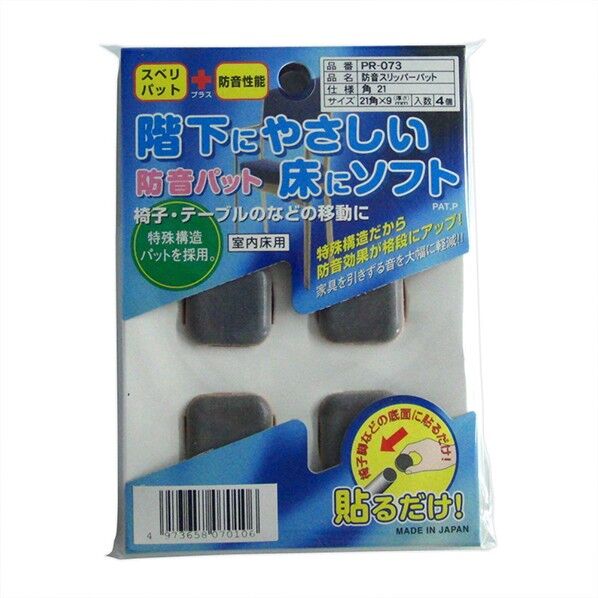 スベリ
パット
プラス
防音性能
品番 PR-073
品名 防音スリッパーパット
仕様 角 21
サイズ 21角×9(厚さ)mm 入数 4個
階下にやさしい
防音パット 床にソフト
PAT.P
椅子・テーブルのなどの移動に
特殊構造
パットを採用。
室内床用
特殊構造だから
防音効果が格段にアップ!
家具を引きずる音を大幅に軽減!!
椅子脚などの底面に貼るだけ!
貼るだけ!
MADE IN JAPAN
4 973658 070106